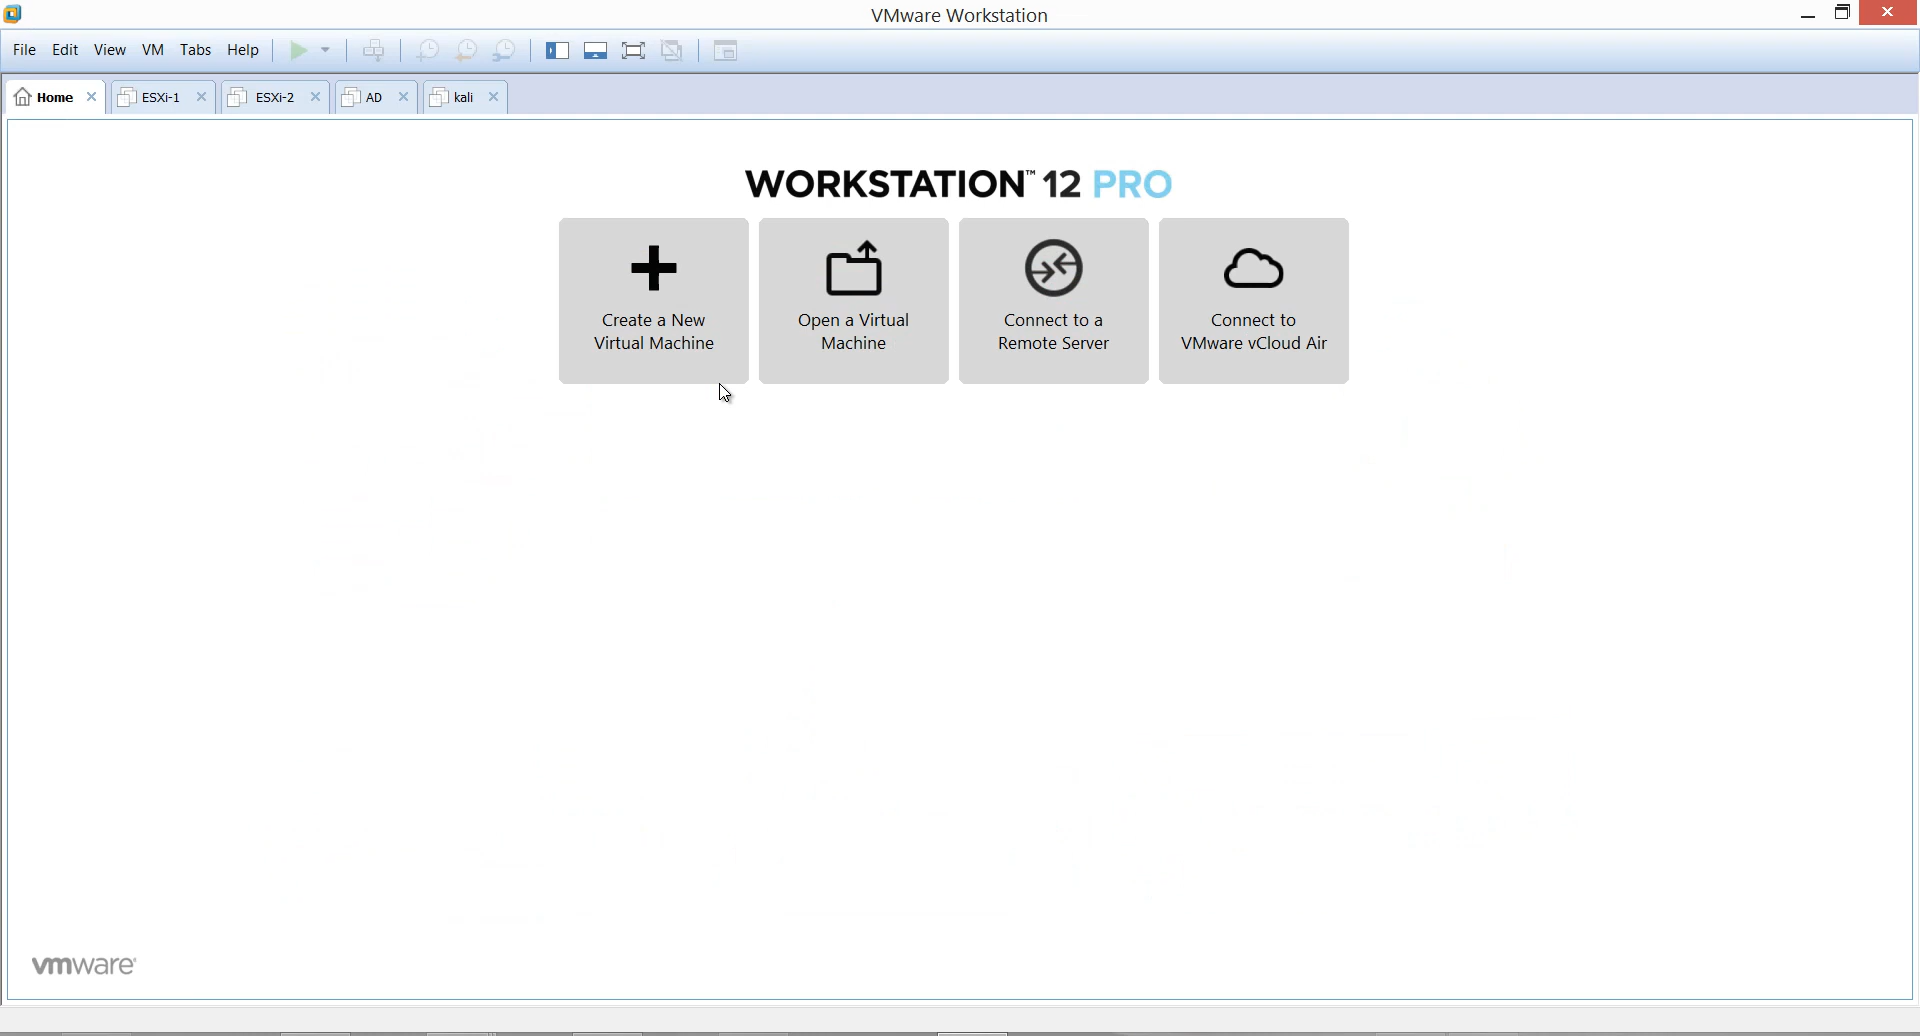 VMware Workstation
File Edit View VM Tabs Help
Home ESXi-1 ESXi-2 AD kali
WORKSTATION™ 12 PRO
Create a New
Virtual Machine
Open a Virtual
Machine
Connect to a
Remote Server
Connect to
VMware vCloud Air
vmware®